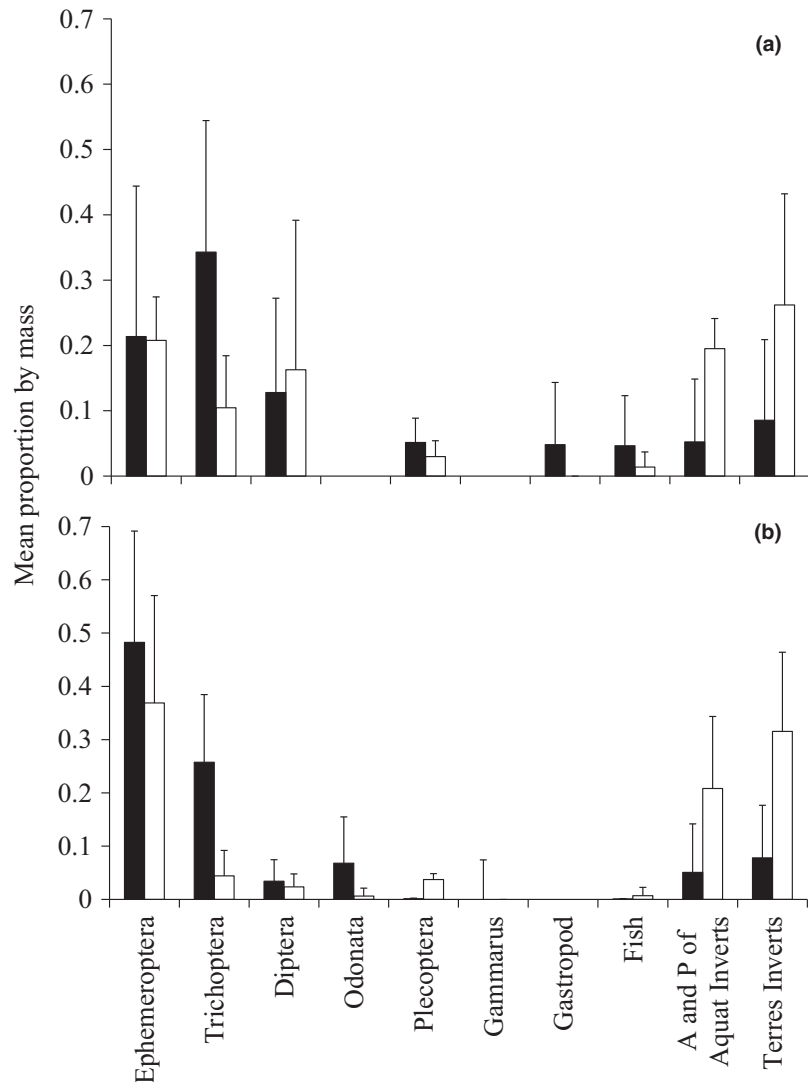 0.7
(a)
0.6
0.5
0.4
0.3
0.2
0.1
0
Mean proportion by mass
0.7
(b)
0.6
0.5
0.4
0.3
0.2
0.1
0
Ephemeroptera
Trichoptera
Diptera
Odonata
Plecoptera
Gammarus
Gastropod
Fish
A and P of
Aquat Inverts
Terres Inverts